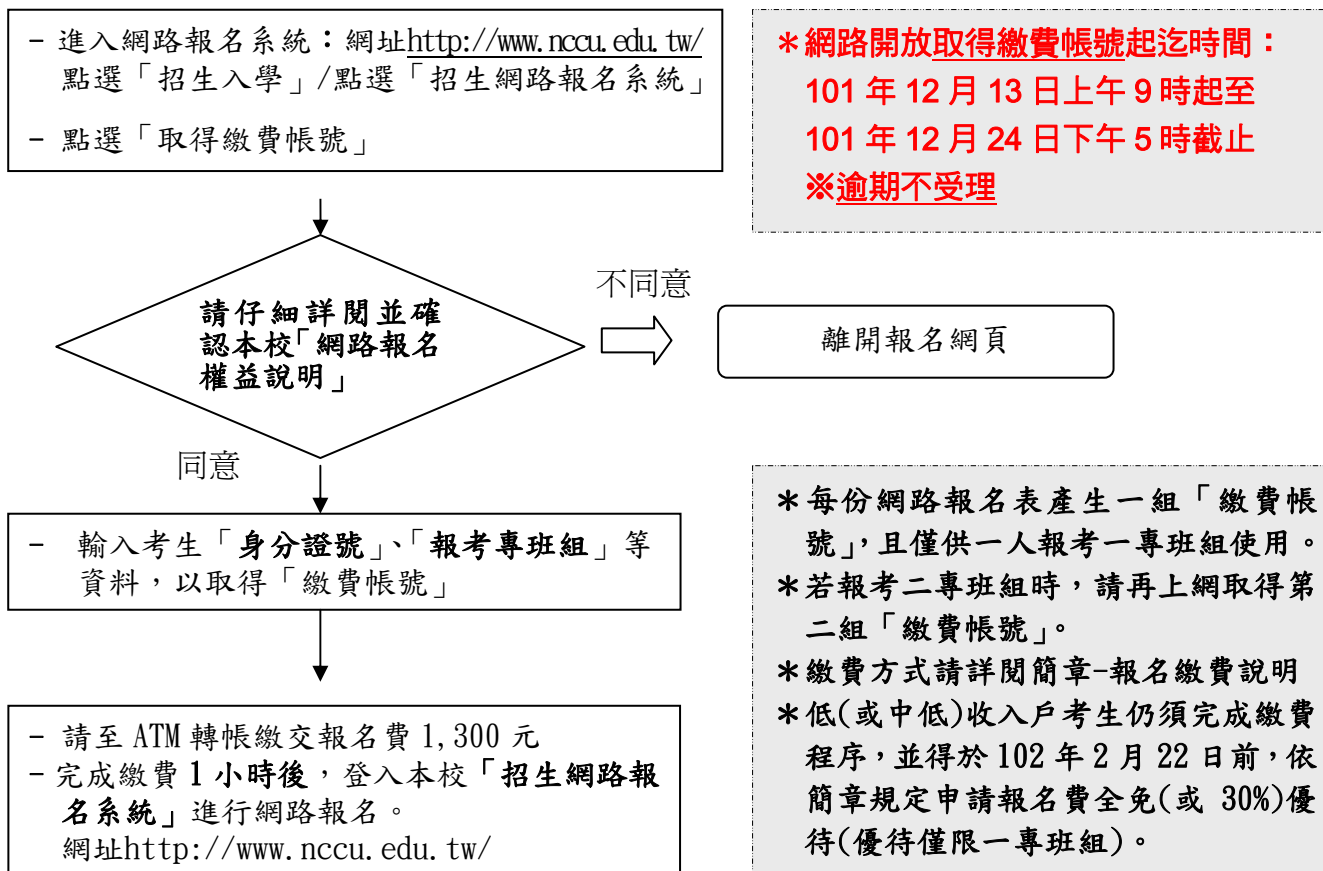 - 進入網路報名系統：網址http://www.nccu.edu.tw/
點選「招生入學」/點選「招生網路報名系統」
- 點選「取得繳費帳號」
＊網路開放取得繳費帳號起迄時間：
101 年 12 月 13 日上午 9 時起至
101 年 12 月 24 日下午 5 時截止
※逾期不受理
請仔細詳閱並確
認本校「網路報名
權益說明」
不同意
離開報名網頁
同意
- 輸入考生「身分證號」、「報考專班組」等
資料，以取得「繳費帳號」
- 請至 ATM 轉帳繳交報名費 1,300 元
- 完成繳費 1 小時後，登入本校「招生網路報
名系統」進行網路報名。
網址http://www.nccu.edu.tw/
＊每份網路報名表產生一組「繳費帳
號」，且僅供一人報考一專班組使用。
＊若報考二專班組時，請再上網取得第
二組「繳費帳號」。
＊繳費方式請詳閱簡章-報名繳費說明
＊低(或中低)收入戶考生仍須完成繳費
程序，並得於 102 年 2 月 22 日前，依
簡章規定申請報名費全免(或 30%)優
待(優待僅限一專班組)。